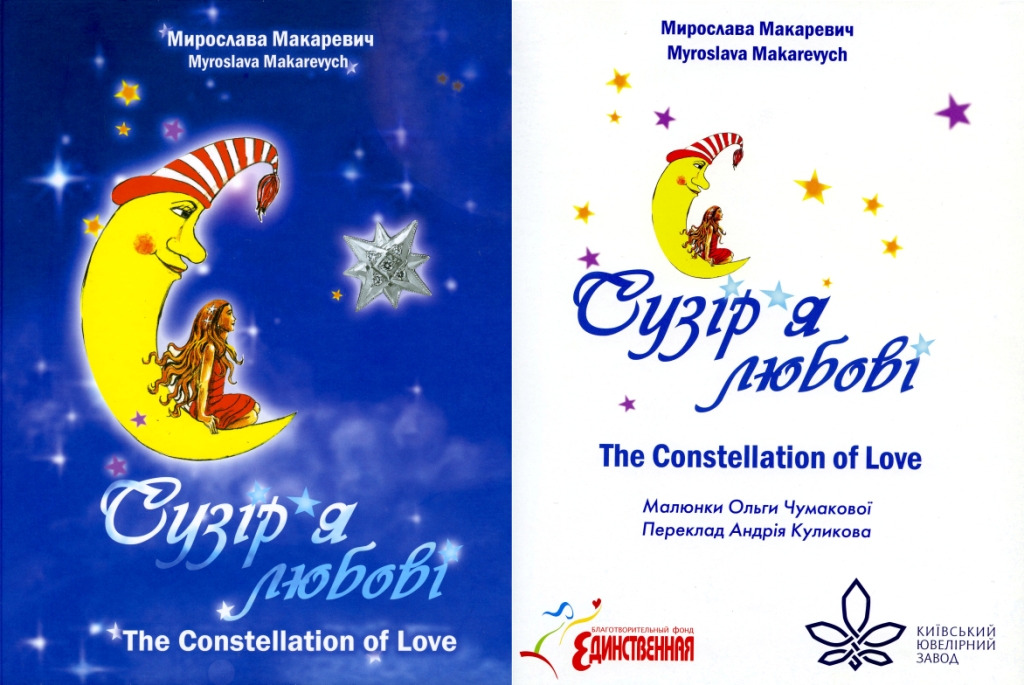 Мирослава Макаревич
Myroslava Makarevych
Сузір★я
любові
The Constellation of Love
Мирослава Макаревич
Myroslava Makarevych
Сузір★я
любові
The Constellation of Love
Малюнки Ольги Чумакової
Переклад Андрія Куликова
БЛАГОТВОРИТЕЛЬНЫЙ ФОНД
ЕДИНСТВЕННАЯ
КИЇВСЬКИЙ
ЮВЕЛІРНИЙ
ЗАВОД